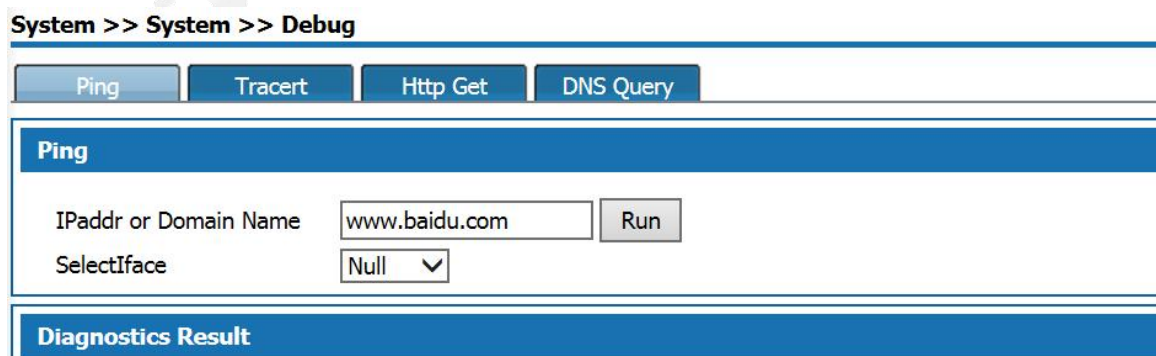 System >> System >> Debug
Ping Tracert Http Get DNS Query
Ping
IPaddr or Domain Name www.baidu.com Run
SelectIface Null
Diagnostics Result